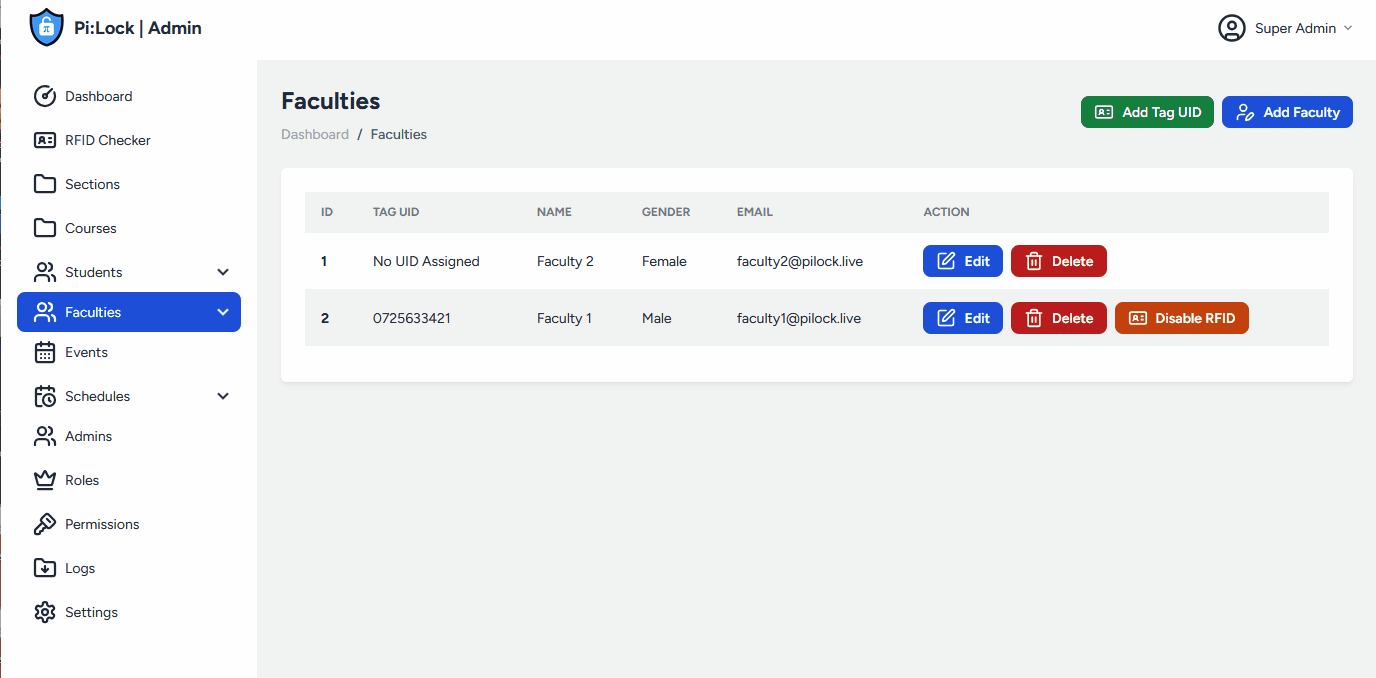 Pi:Lock | Admin
Super Admin
Dashboard
RFID Checker
Sections
Courses
Students
Faculties
Events
Schedules
Admins
Roles
Permissions
Logs
Settings
Faculties
Dashboard / Faculties
Add Tag UID
Add Faculty
ID TAG UID NAME GENDER EMAIL ACTION
1 No UID Assigned Faculty 2 Female faculty2@pilock.live Edit Delete
2 0725633421 Faculty 1 Male faculty1@pilock.live Edit Delete Disable RFID